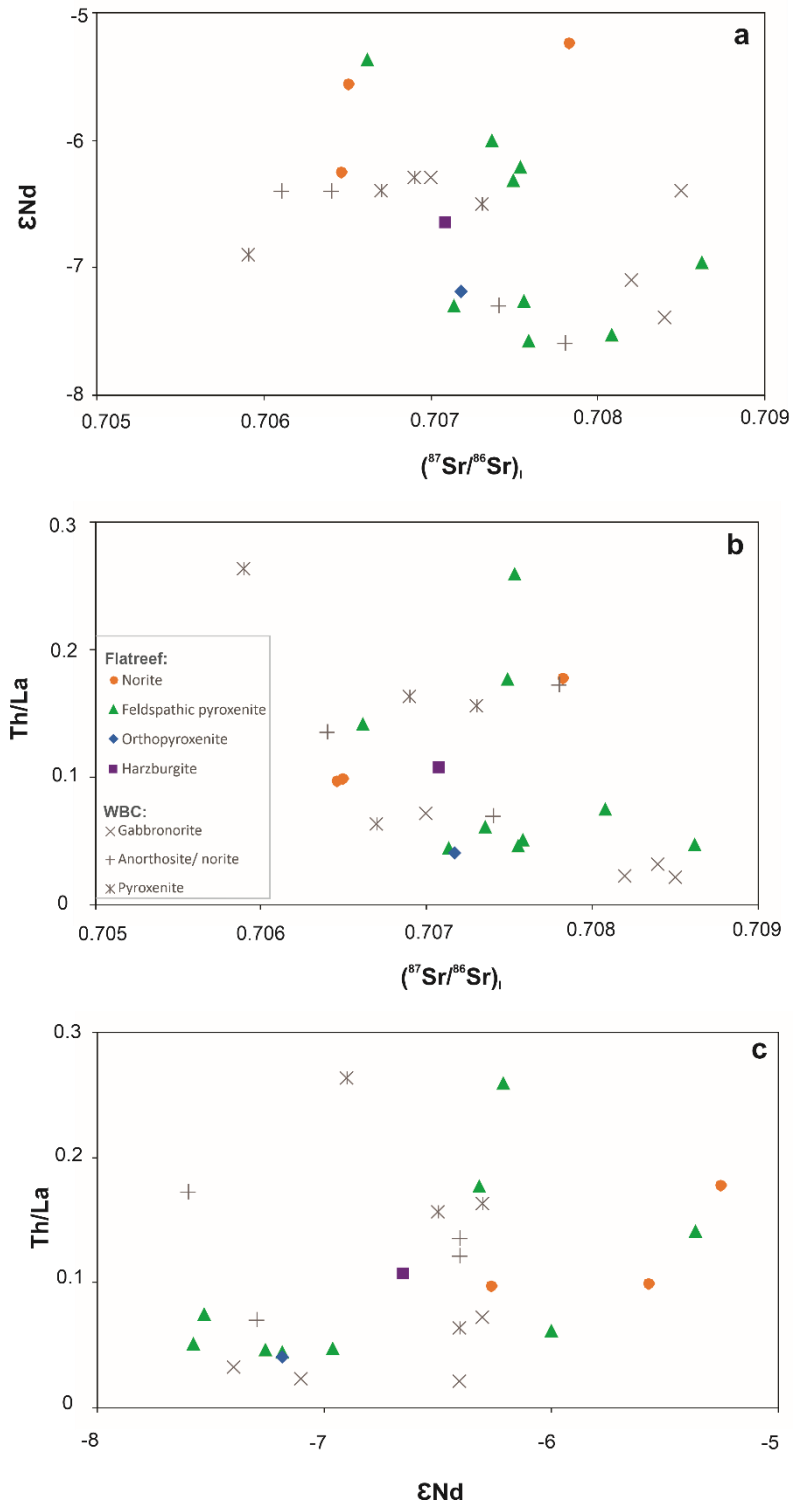 a
-5
-6
-7
-8
ƐNd
0.705
0.706
0.707
0.708
0.709
(⁸⁷Sr/⁸⁶Sr)ᵢ
b
0.3
0.2
0.1
0
Th/La
Flatreef:
Norite
Feldspathic pyroxenite
Orthopyroxenite
Harzburgite
WBC:
Gabbronorite
Anorthosite/ norite
Pyroxenite
0.705
0.706
0.707
0.708
0.709
(⁸⁷Sr/⁸⁶Sr)ᵢ
c
0.3
0.2
0.1
0
Th/La
-8
-7
-6
-5
ƐNd